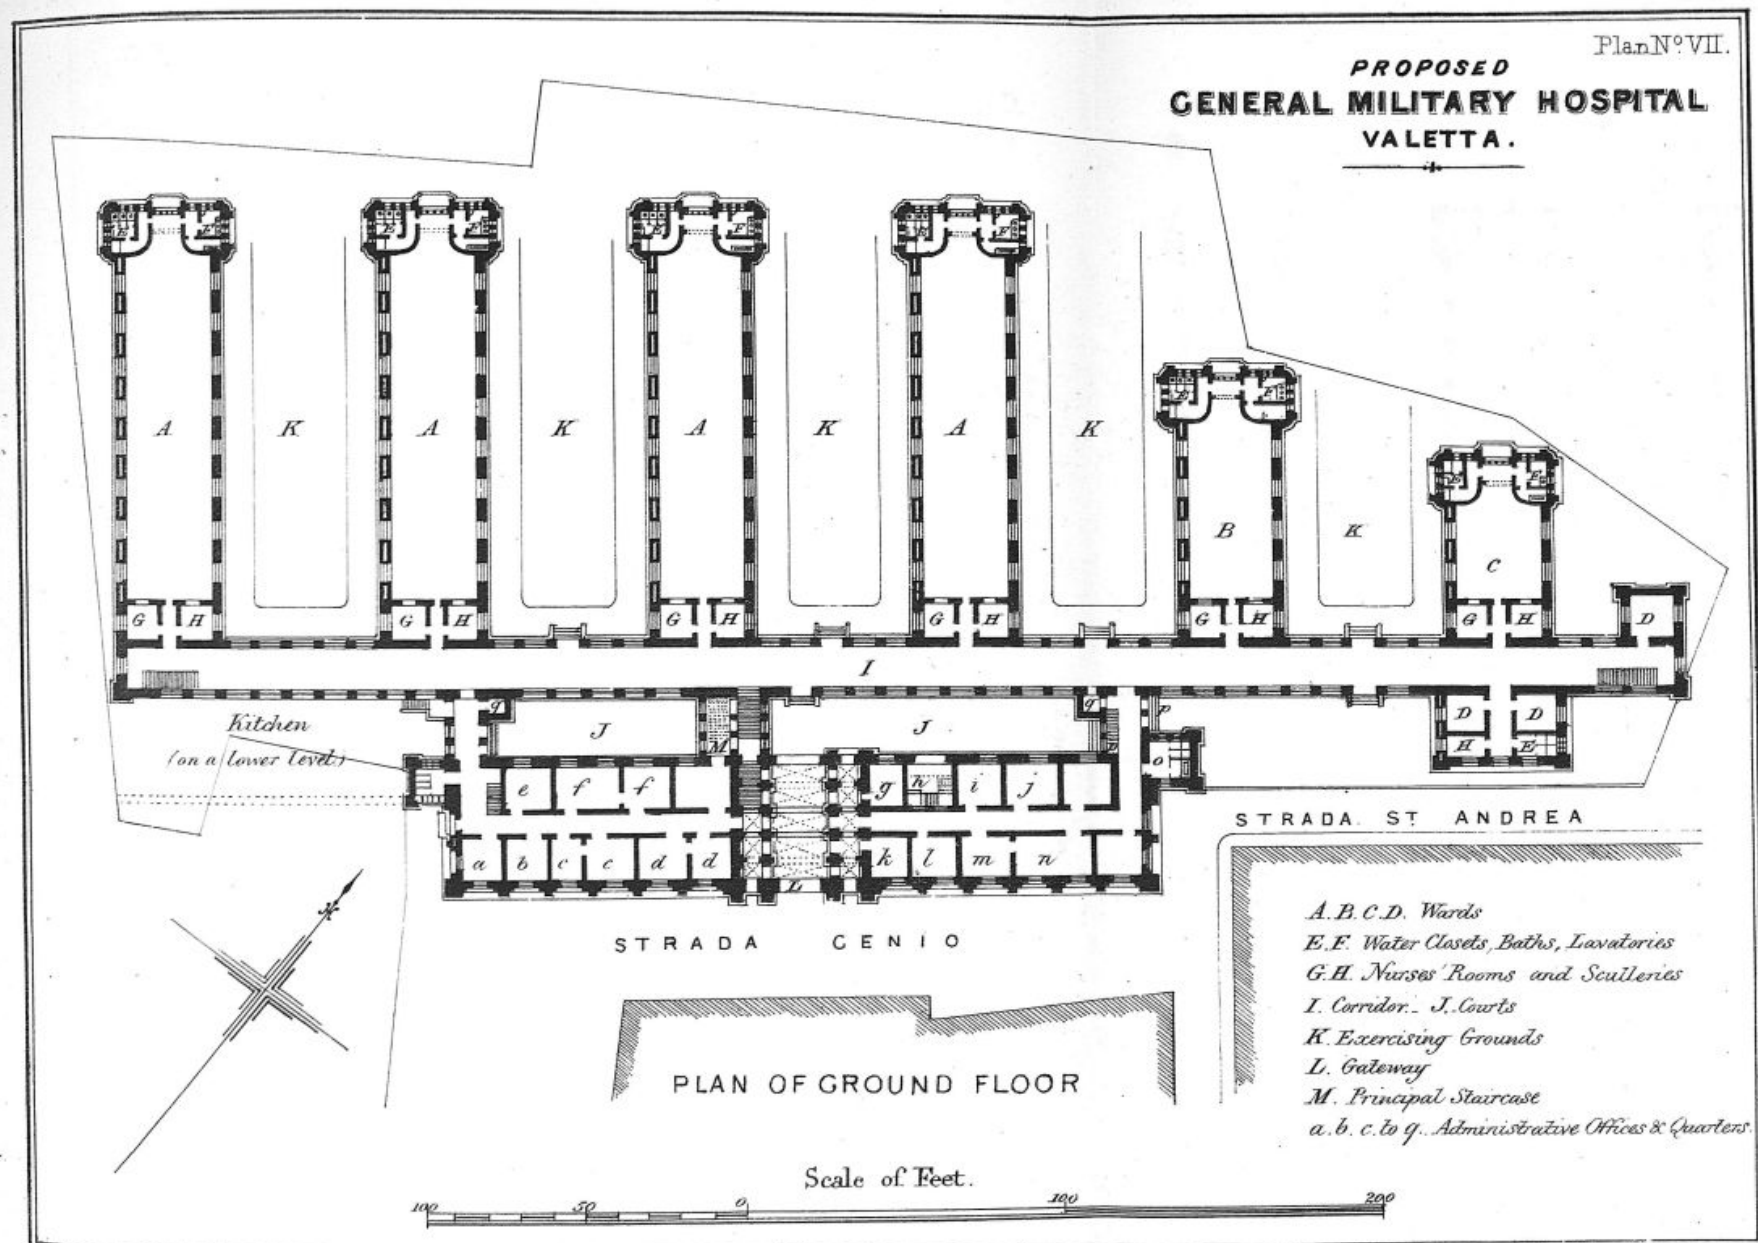 Plan No. VII.
PROPOSED
GENERAL MILITARY HOSPITAL
VALETTA.
E F E F E F E F
A K A K A K A K
E F
B K
E F
C
G H G H G H G H G H G H D
I
q q p
Kitchen
(on a lower level)
J M J p
D D
H E
o
e f f g h i j
a b c c d d k l m n
L
STRADA ST ANDREA
STRADA GENIO
A.B.C.D. Wards
E.F. Water Closets, Baths, Lavatories
G.H. Nurses' Rooms and Sculleries
I. Corridor.. J. Courts
K. Exercising Grounds
L. Gateway
M. Principal Staircase
a.b.c. to q.. Administrative Offices & Quarters.
PLAN OF GROUND FLOOR
Scale of Feet.
100 50 0 100 200